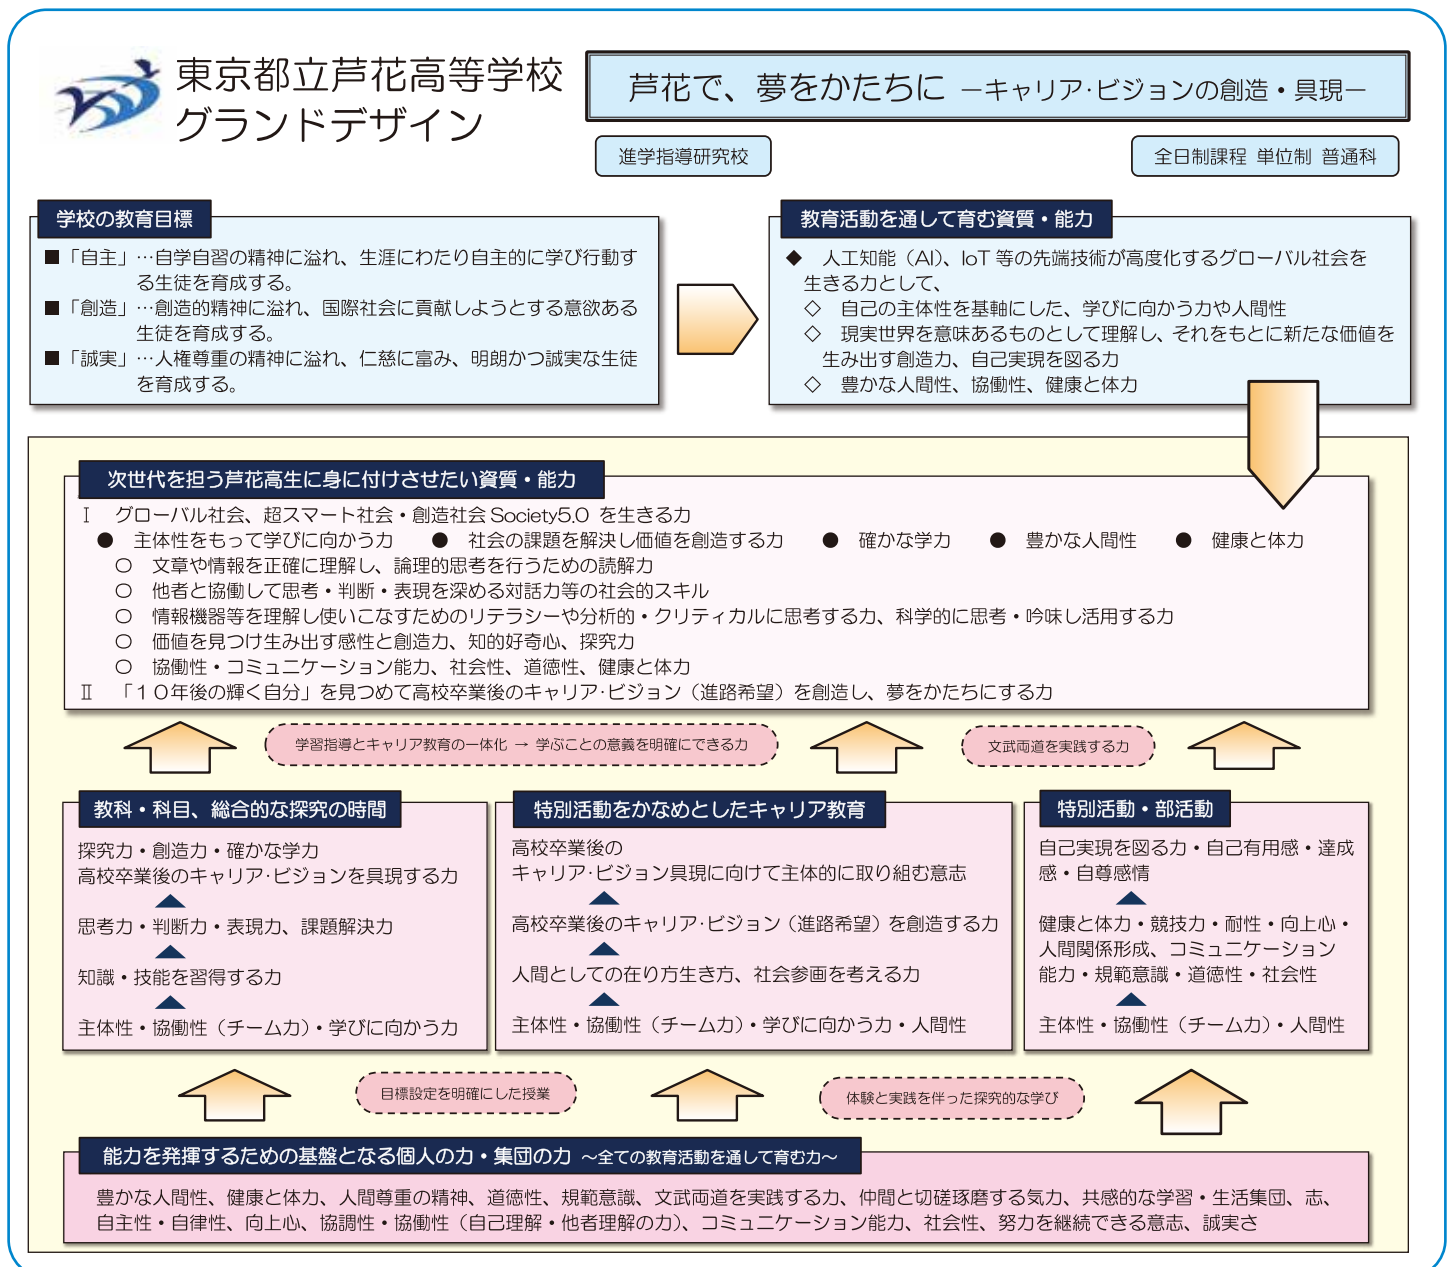 東京都立芦花高等学校
グランドデザイン
芦花で、夢をかたちに ―キャリア・ビジョンの創造・具現―
進学指導研究校
全日制課程 単位制 普通科
学校の教育目標
■「自主」…自学自習の精神に溢れ、生涯にわたり自主的に学び行動す
る生徒を育成する。
■「創造」…創造的精神に溢れ、国際社会に貢献しようとする意欲ある
生徒を育成する。
■「誠実」…人権尊重の精神に溢れ、仁慈に富み、明朗かつ誠実な生徒
を育成する。
教育活動を通して育む資質・能力
◆ 人工知能（AI）、IoT 等の先端技術が高度化するグローバル社会を
生きる力として、
◇ 自己の主体性を基軸にした、学びに向かう力や人間性
◇ 現実世界を意味あるものとして理解し、それをもとに新たな価値を
生み出す創造力、自己実現を図る力
◇ 豊かな人間性、協働性、健康と体力
次世代を担う芦花高生に身に付けさせたい資質・能力
Ⅰ グローバル社会、超スマート社会・創造社会 Society5.0 を生きる力
● 主体性をもって学びに向かう力 ● 社会の課題を解決し価値を創造する力 ● 確かな学力 ● 豊かな人間性 ● 健康と体力
○ 文章や情報を正確に理解し、論理的思考を行うための読解力
○ 他者と協働して思考・判断・表現を深める対話力等の社会的スキル
○ 情報機器等を理解し使いこなすためのリテラシーや分析的・クリティカルに思考する力、科学的に思考・吟味し活用する力
○ 価値を見つけ生み出す感性と創造力、知的好奇心、探究力
○ 協働性・コミュニケーション能力、社会性、道徳性、健康と体力
Ⅱ 「１０年後の輝く自分」を見つめて高校卒業後のキャリア・ビジョン（進路希望）を創造し、夢をかたちにする力
学習指導とキャリア教育の一体化 → 学ぶことの意義を明確にできる力
文武両道を実践する力
教科・科目、総合的な探究の時間
探究力・創造力・確かな学力
高校卒業後のキャリア・ビジョンを具現する力
思考力・判断力・表現力、課題解決力
知識・技能を習得する力
主体性・協働性（チーム力）・学びに向かう力
特別活動をかなめとしたキャリア教育
高校卒業後の
キャリア・ビジョン具現に向けて主体的に取り組む意志
高校卒業後のキャリア・ビジョン（進路希望）を創造する力
人間としての在り方生き方、社会参画を考える力
主体性・協働性（チーム力）・学びに向かう力・人間性
特別活動・部活動
自己実現を図る力・自己有用感・達成
感・自尊感情
健康と体力・競技力・耐性・向上心・
人間関係形成、コミュニケーション
能力・規範意識・道徳性・社会性
主体性・協働性（チーム力）・人間性
目標設定を明確にした授業
体験と実践を伴った探究的な学び
能力を発揮するための基盤となる個人の力・集団の力 ～全ての教育活動を通して育む力～
豊かな人間性、健康と体力、人間尊重の精神、道徳性、規範意識、文武両道を実践する力、仲間と切磋琢磨する気力、共感的な学習・生活集団、志、
自主性・自律性、向上心、協調性・協働性（自己理解・他者理解の力）、コミュニケーション能力、社会性、努力を継続できる意志、誠実さ